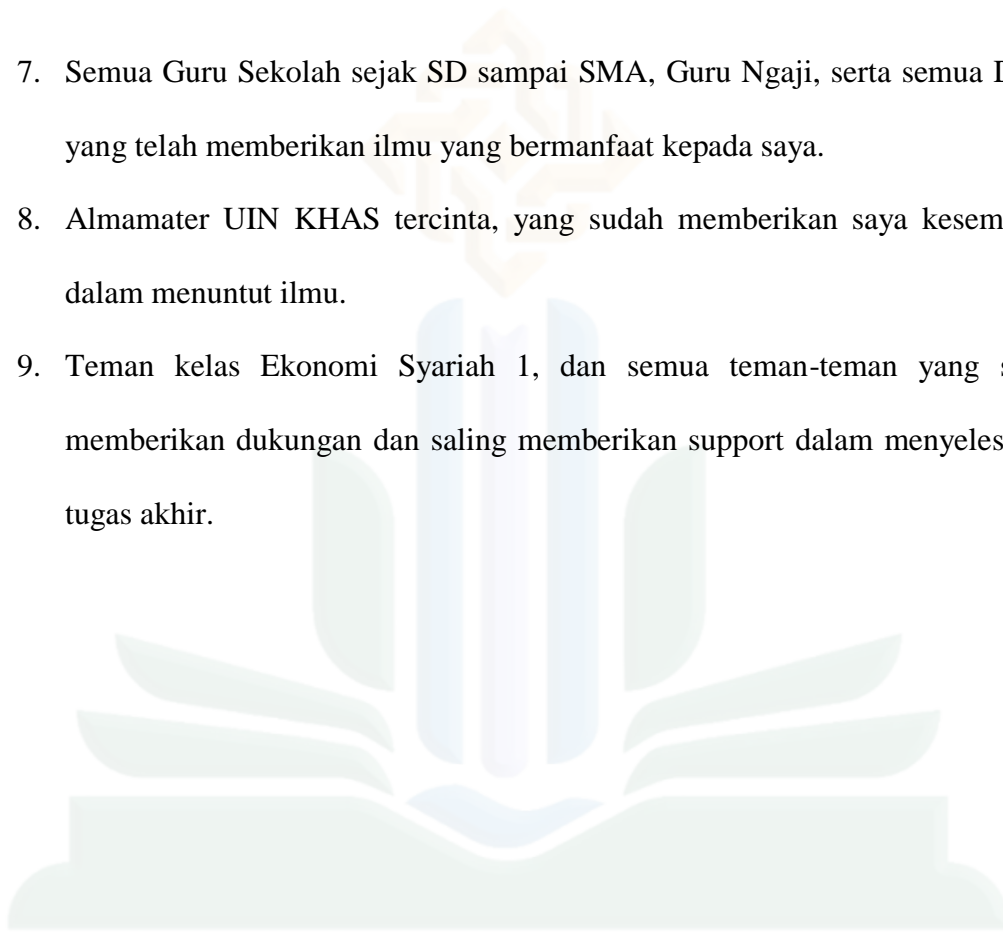 7. Semua Guru Sekolah sejak SD sampai SMA, Guru Ngaji, serta semua
yang telah memberikan ilmu yang bermanfaat kepada saya.
8. Almamater UIN KHAS tercinta, yang sudah memberikan saya
dalam menuntut ilmu.
9. Teman kelas Ekonomi Syariah 1, dan semua teman-teman yang
memberikan dukungan dan saling memberikan support dalam
tugas akhir.